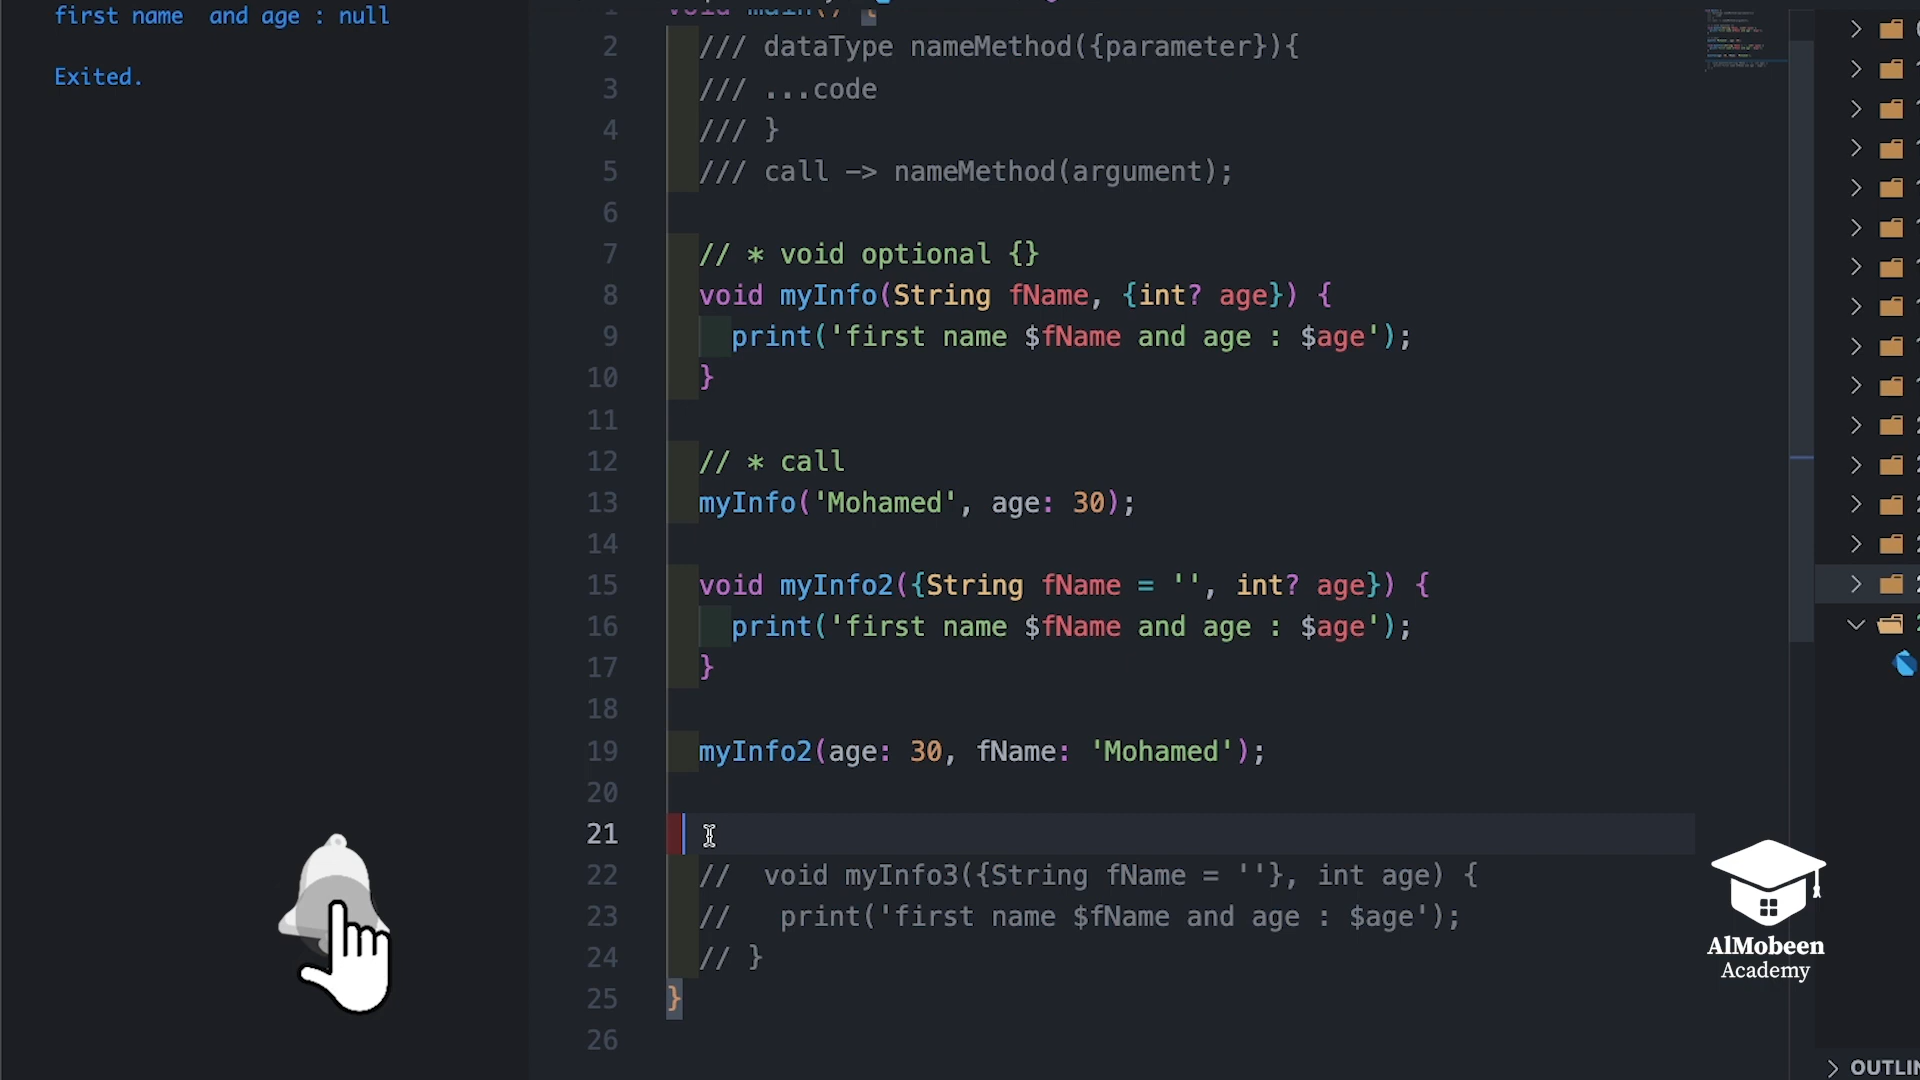 first name  and age : null
Exited.
1 void main() {
2 /// dataType nameMethod({parameter}){
3 /// ...code
4 /// }
5 /// call -> nameMethod(argument);
6
7 // * void optional {}
8 void myInfo(String fName, {int? age}) {
9 print('first name $fName and age : $age');
10 }
11
12 // * call
13 myInfo('Mohamed', age: 30);
14
15 void myInfo2({String fName = '', int? age}) {
16 print('first name $fName and age : $age');
17 }
18
19 myInfo2(age: 30, fName: 'Mohamed');
20
21
22 //  void myInfo3({String fName = ''}, int age) {
23 //   print('first name $fName and age : $age');
24 // }
25 }
26
AlMobeen
Academy